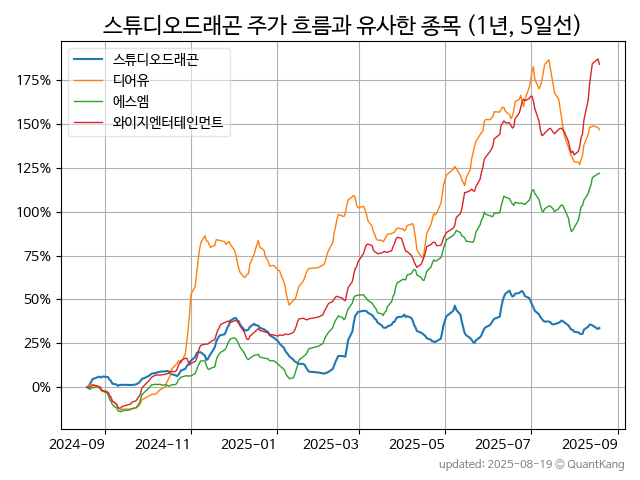 스튜디오드래곤 주가 흐름과 유사한 종목 (1년, 5일선)
스튜디오드래곤
디어유
에스엠
와이지엔터테인먼트
175%
150%
125%
100%
75%
50%
25%
0%
2024-09 2024-11 2025-01 2025-03 2025-05 2025-07 2025-09
updated: 2025-08-19 © QuantKang